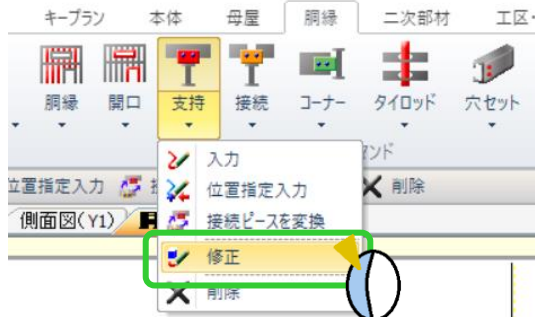 キープラン 本体 母屋 胴縁 二次部材 工区・
胴縁 開口 支持 接続 コーナー タイロッド 穴セット
入力
位置指定入力
接続ピースを変換
修正
削除
位置指定入力 削除
側面図(Y1)